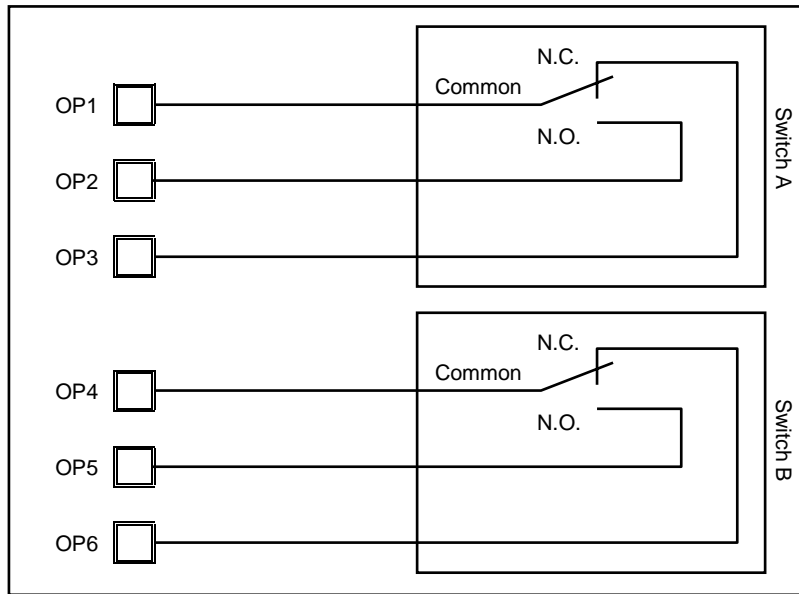 N.C.
Common
OP1
N.O.
OP2
OP3
Switch A
N.C.
Common
OP4
N.O.
OP5
OP6
Switch B